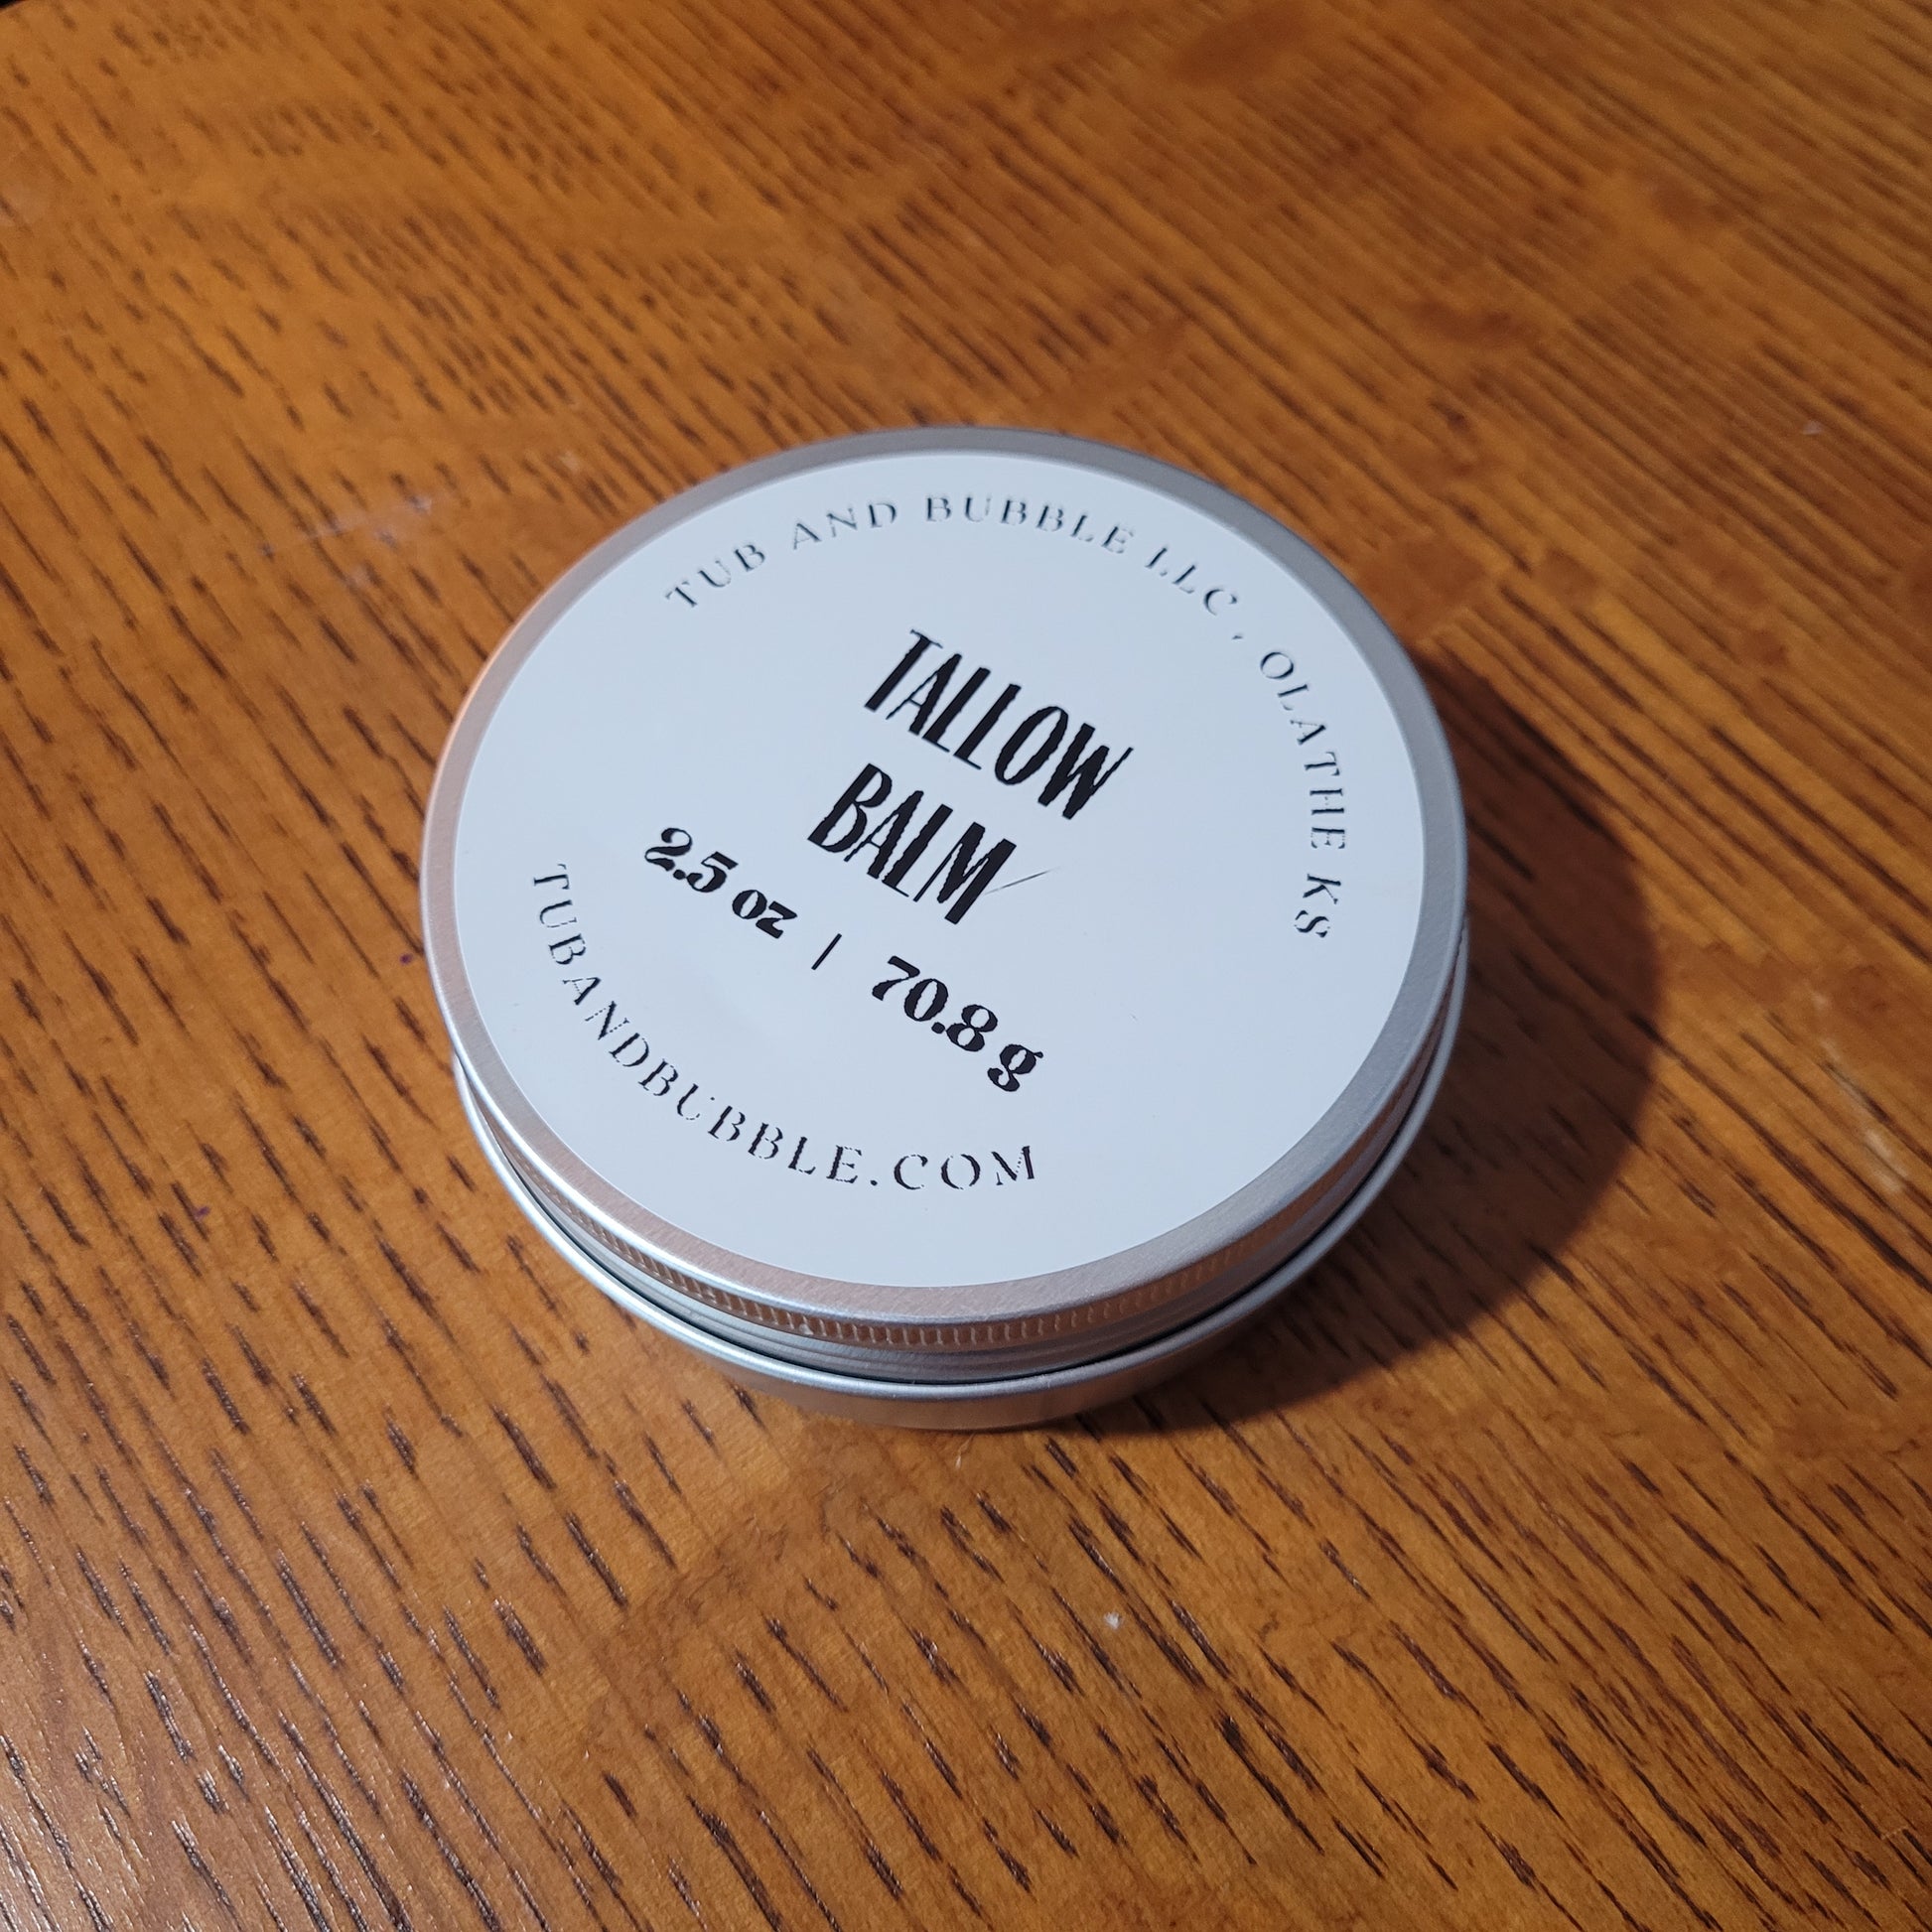 TUB AND BUBBLE LLC, OLATHE KS
TALLOW
BALM
2.5 oz | 70.8 g
TUBANDBUBBLE.COM